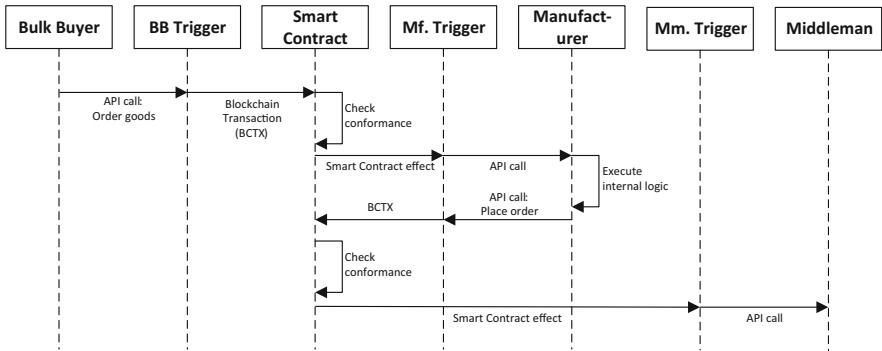 Bulk Buyer
BB Trigger
Smart
Contract
Mf. Trigger
Manufact-
urer
Mm. Trigger
Middleman
API call:
Order goods
Blockchain
Transaction
(BCTX)
Check
conformance
Smart Contract effect
API call
Execute
internal logic
BCTX
API call:
Place order
Check
conformance
Smart Contract effect
API call